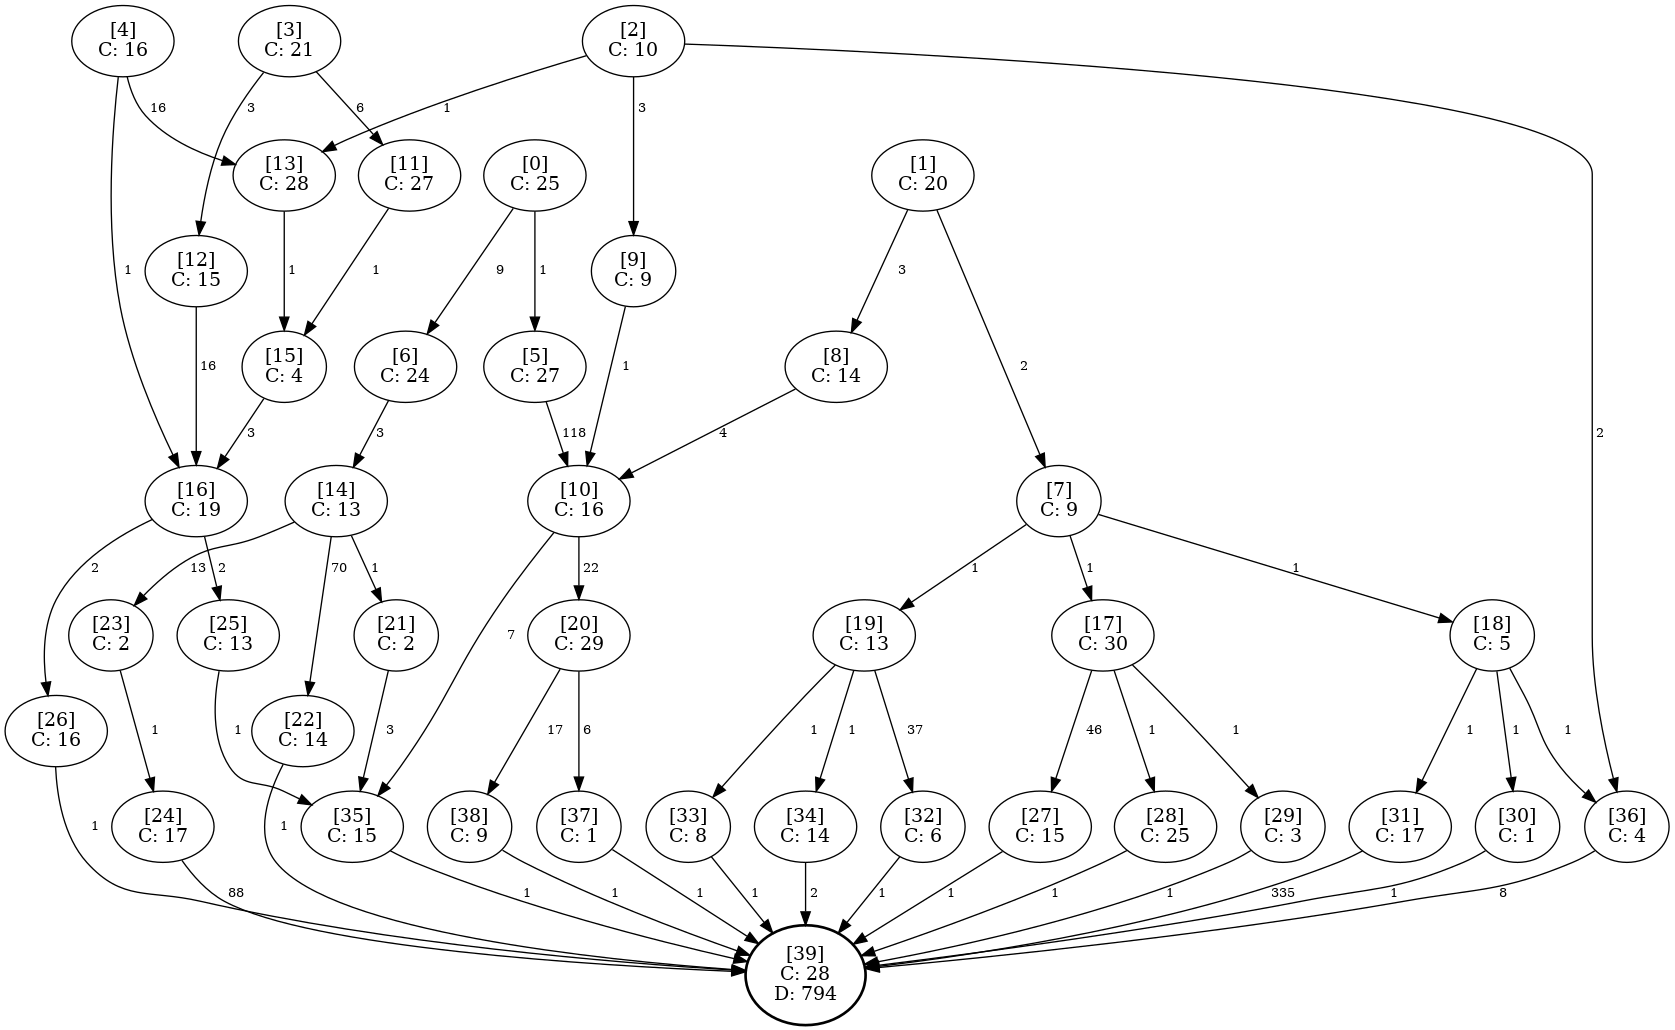 [4]
C: 16
[3]
C: 21
[2]
C: 10
16
3
6
1
3
[13]
C: 28
[11]
C: 27
[0]
C: 25
[1]
C: 20
[12]
C: 15
[9]
C: 9
1
1
1
9
1
3
[15]
C: 4
[6]
C: 24
[5]
C: 27
[8]
C: 14
16
1
2
3
3
118
4
2
[16]
C: 19
[14]
C: 13
[10]
C: 16
[7]
C: 9
2
13
2
70
1
22
1
1
1
[23]
C: 2
[25]
C: 13
[21]
C: 2
[20]
C: 29
[19]
C: 13
[17]
C: 30
[18]
C: 5
7
[26]
C: 16
[22]
C: 14
1
1
3
17
6
1
1
37
46
1
1
1
1
1
[24]
C: 17
[35]
C: 15
[38]
C: 9
[37]
C: 1
[33]
C: 8
[34]
C: 14
[32]
C: 6
[27]
C: 15
[28]
C: 25
[29]
C: 3
[31]
C: 17
[30]
C: 1
[36]
C: 4
1
1
88
1
1
1
1
2
1
1
1
1
335
1
8
[39]
C: 28
D: 794